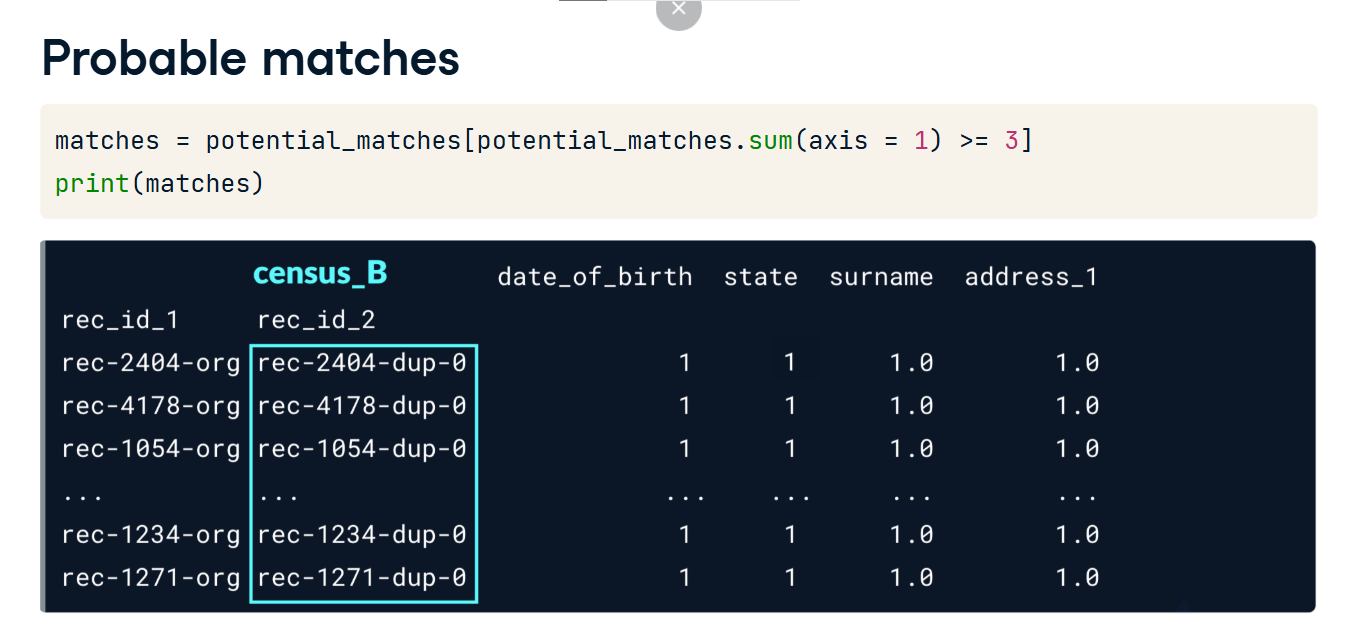 Probable matches
matches = potential_matches[potential_matches.sum(axis = 1) >= 3]
print(matches)
census_B date_of_birth state surname address_1
rec_id_1 rec_id_2
rec-2404-org rec-2404-dup-0 1 1 1.0 1.0
rec-4178-org rec-4178-dup-0 1 1 1.0 1.0
rec-1054-org rec-1054-dup-0 1 1 1.0 1.0
... ... ... ... ... ...
rec-1234-org rec-1234-dup-0 1 1 1.0 1.0
rec-1271-org rec-1271-dup-0 1 1 1.0 1.0